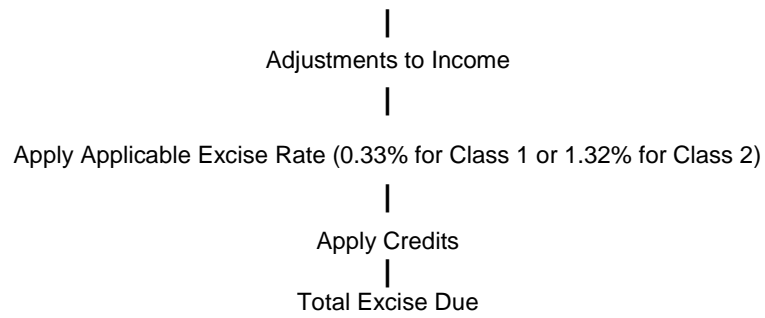 Adjustments to Income
Apply Applicable Excise Rate (0.33% for Class 1 or 1.32% for Class 2)
Apply Credits
Total Excise Due